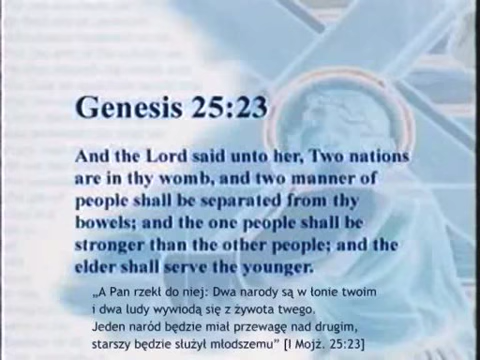 Genesis 25:23
And the Lord said unto her, Two nations
are in thy womb, and two manner of
people shall be separated from thy
bowels; and the one people shall be
stronger than the other people; and the
elder shall serve the younger.
„A Pan rzekł do niej: Dwa narody są w łonie twoim
i dwa ludy wywiodą się z żywota twego.
Jeden naród będzie miał przewagę nad drugim,
starszy będzie służył młodszemu” [I Mojż. 25:23]